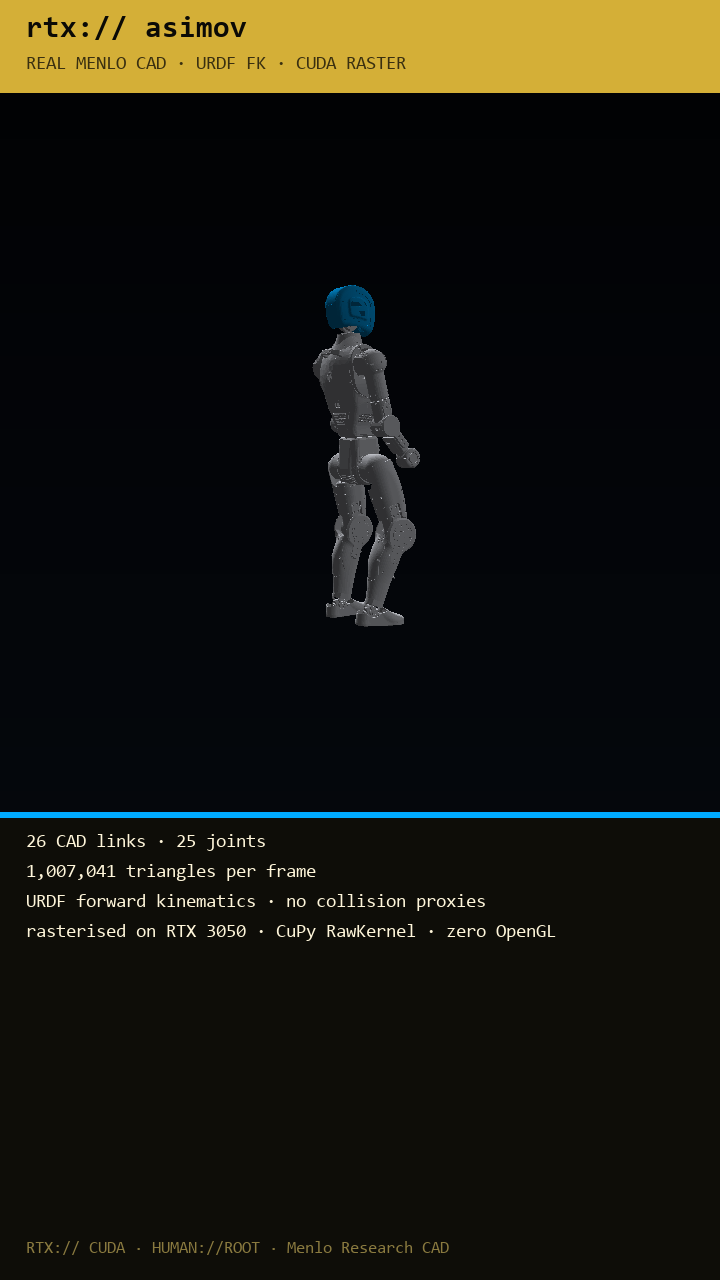 rtx:// asimov
REAL MENLO CAD · URDF FK · CUDA RASTER
26 CAD links · 25 joints
1,007,041 triangles per frame
URDF forward kinematics · no collision proxies
rasterised on RTX 3050 · CuPy RawKernel · zero OpenGL
RTX:// CUDA · HUMAN://ROOT · Menlo Research CAD